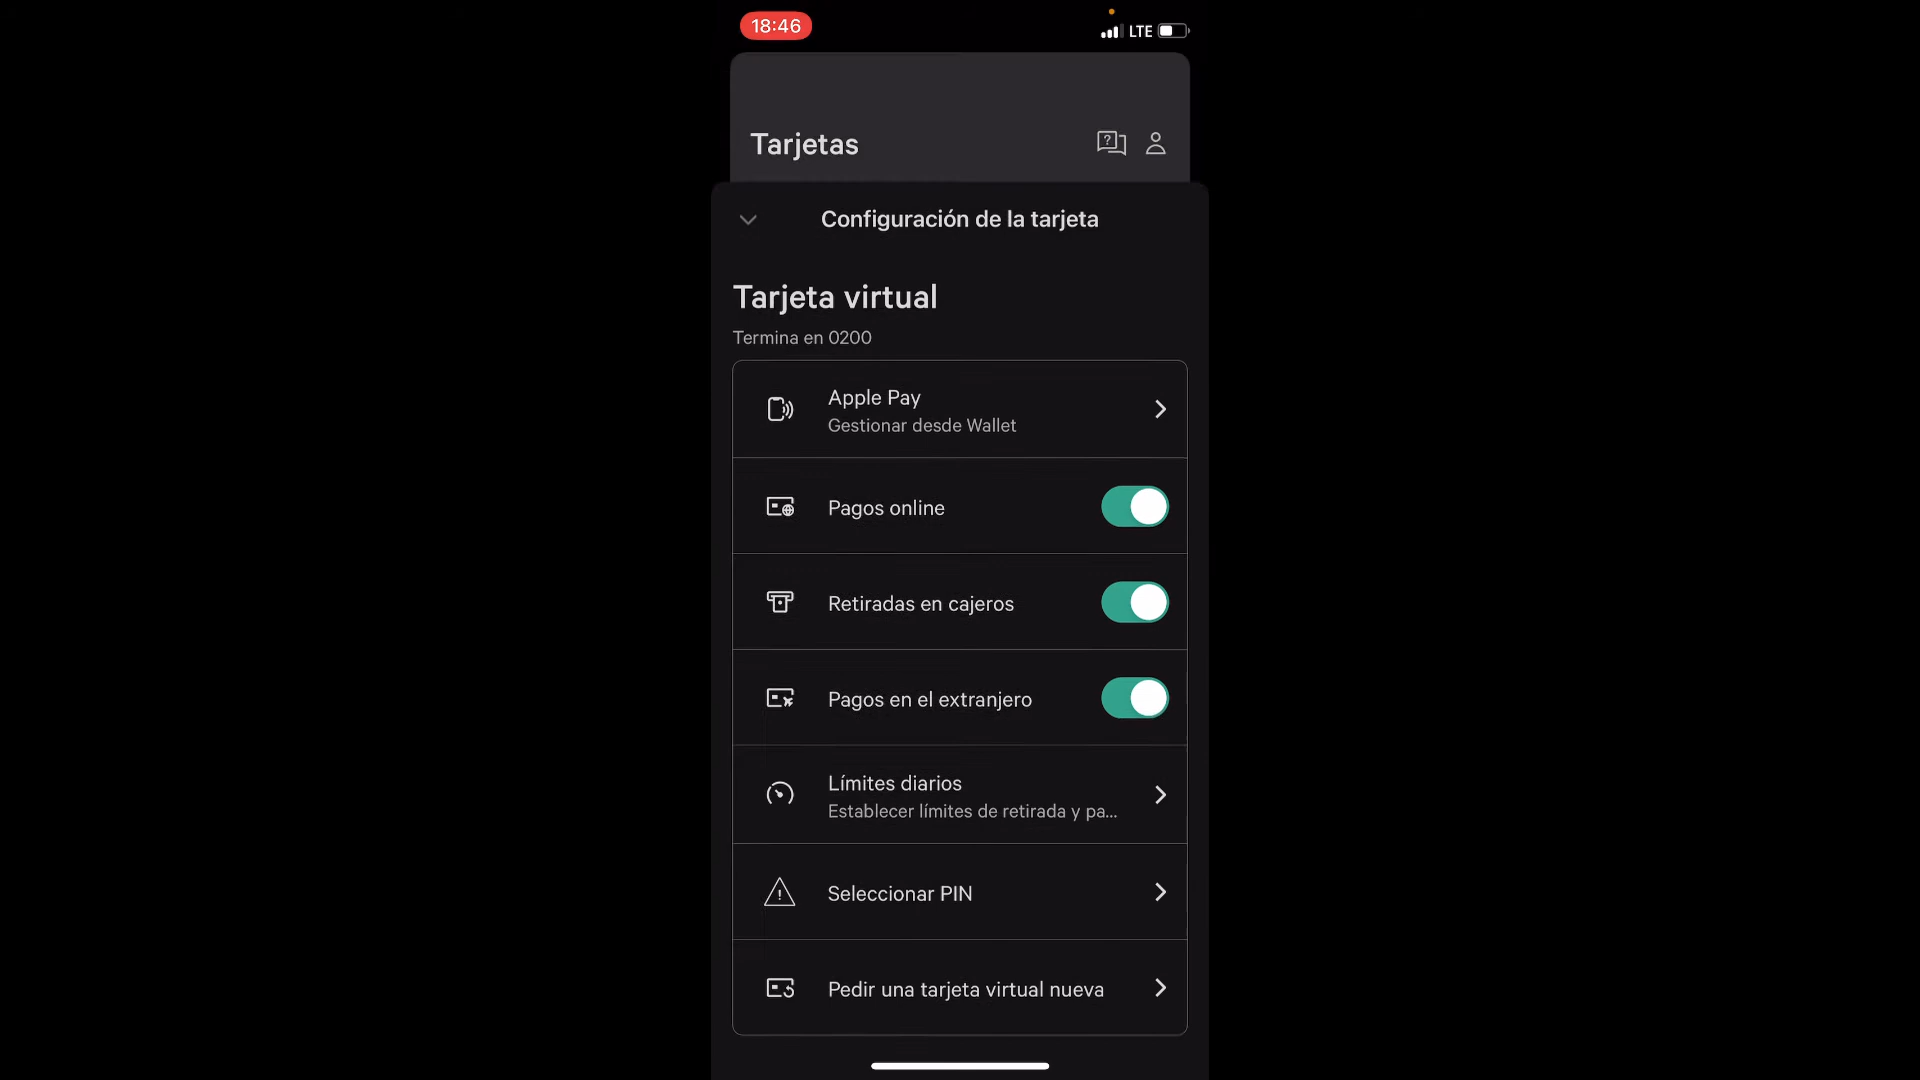 18:46
LTE
Tarjetas
Configuración de la tarjeta
Tarjeta virtual
Termina en 0200
Apple Pay
Gestionar desde Wallet
Pagos online
Retiradas en cajeros
Pagos en el extranjero
Límites diarios
Establecer límites de retirada y pa...
Seleccionar PIN
Pedir una tarjeta virtual nueva